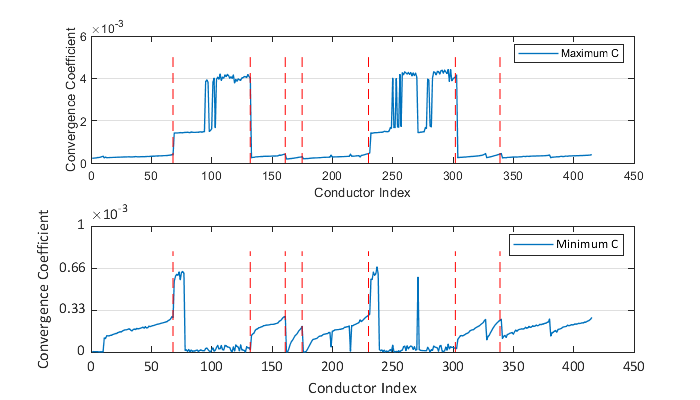 ×10⁻³
6
4
2
0
Convergence Coefficient
Maximum C
0 50 100 150 200 250 300 350 400 450
Conductor Index
×10⁻³
1
0.66
0.33
0
Convergence Coefficient
Minimum C
0 50 100 150 200 250 300 350 400 450
Conductor Index